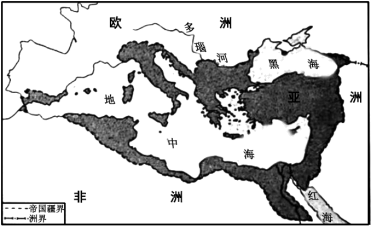 欧 洲
多瑙河
黑 海
地 中 海
亚 洲
非 洲
红 海
帝国疆界
洲界